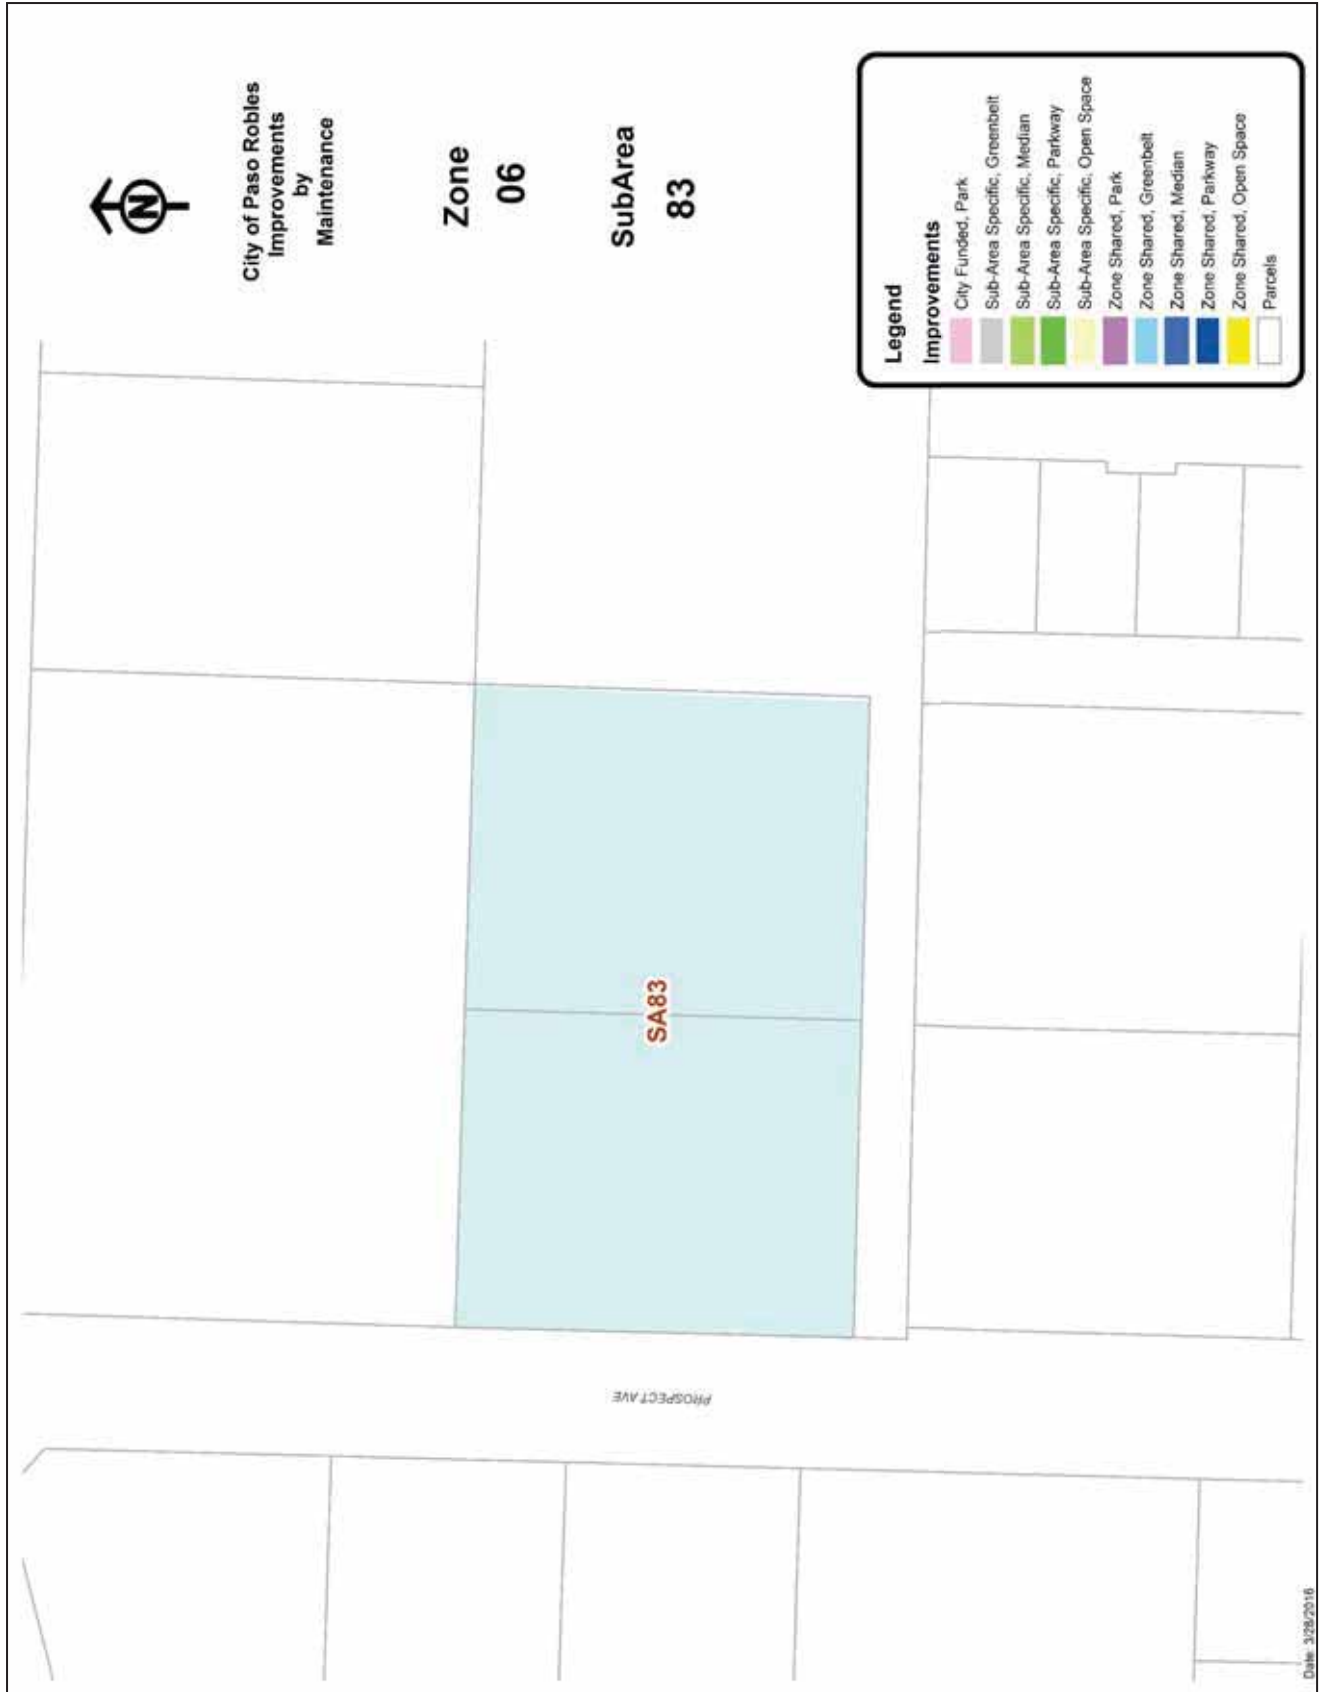 N
City of Paso Robles
Improvements
by
Maintenance
Zone
06
SubArea
83
SA83
PROSPECT AVE
Legend
Improvements
City Funded, Park
Sub-Area Specific, Greenbelt
Sub-Area Specific, Median
Sub-Area Specific, Parkway
Sub-Area Specific, Open Space
Zone Shared, Park
Zone Shared, Greenbelt
Zone Shared, Median
Zone Shared, Parkway
Zone Shared, Open Space
Parcels
Date: 3/28/2016